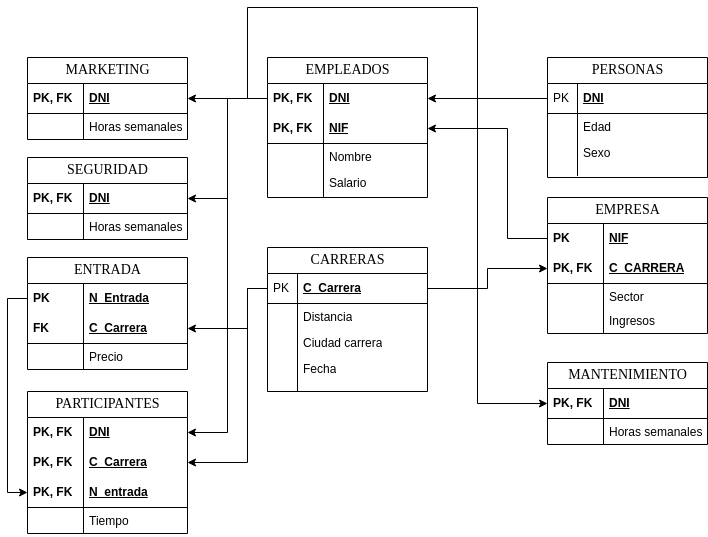 MARKETING
PK, FK DNI
Horas semanales
SEGURIDAD
PK, FK DNI
Horas semanales
ENTRADA
PK N_Entrada
FK C_Carrera
Precio
PARTICIPANTES
PK, FK DNI
PK, FK C_Carrera
PK, FK N_entrada
Tiempo
EMPLEADOS
PK, FK DNI
PK, FK NIF
Nombre
Salario
CARRERAS
PK C_Carrera
Distancia
Ciudad carrera
Fecha
PERSONAS
PK DNI
Edad
Sexo
EMPRESA
PK NIF
PK, FK C_CARRERA
Sector
Ingresos
MANTENIMIENTO
PK, FK DNI
Horas semanales